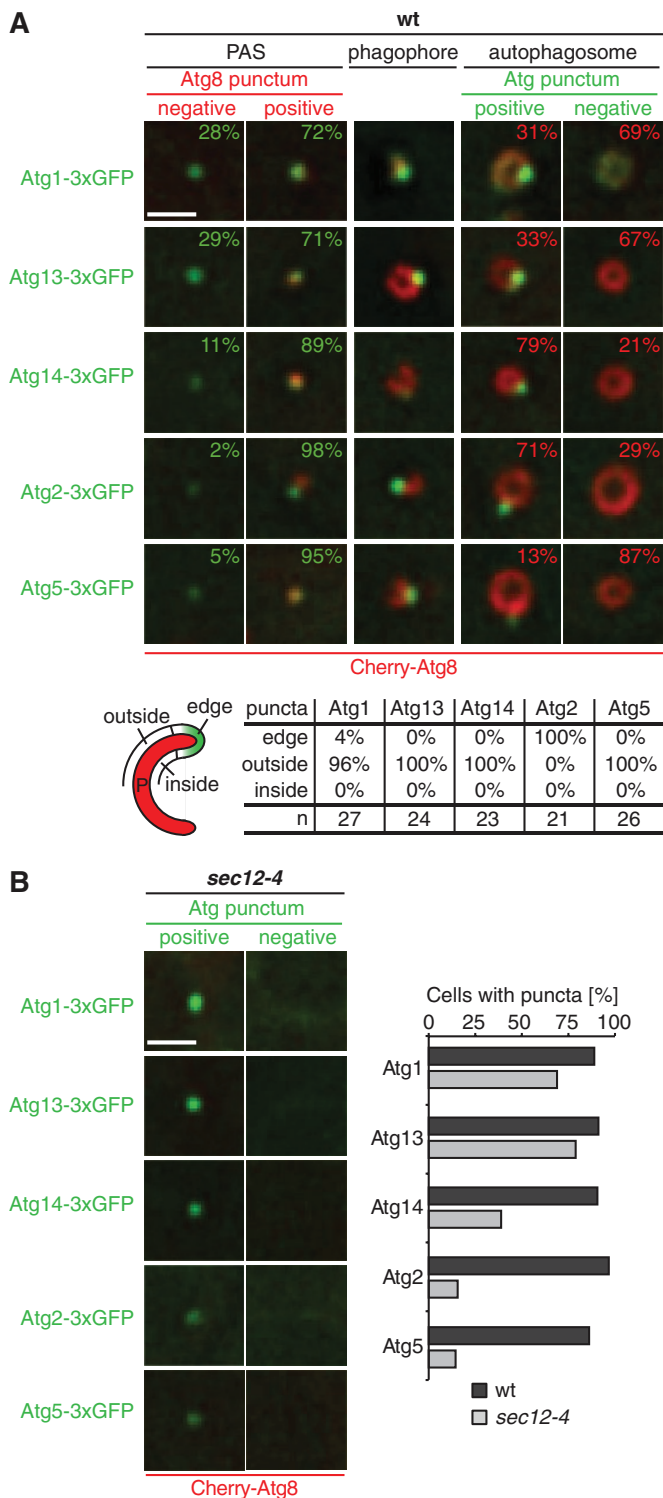 A
wt
PAS phagophore autophagosome
Atg8 punctum Atg punctum
negative positive positive negative
Atg1-3xGFP 28% 72% 31% 69%
Atg13-3xGFP 29% 71% 33% 67%
Atg14-3xGFP 11% 89% 79% 21%
Atg2-3xGFP 2% 98% 71% 29%
Atg5-3xGFP 5% 95% 13% 87%
Cherry-Atg8
outside edge
inside
P
puncta Atg1 Atg13 Atg14 Atg2 Atg5
edge 4% 0% 0% 100% 0%
outside 96% 100% 100% 0% 100%
inside 0% 0% 0% 0% 0%
n 27 24 23 21 26
B
sec12-4
Atg punctum
positive negative
Atg1-3xGFP
Atg13-3xGFP
Atg14-3xGFP
Atg2-3xGFP
Atg5-3xGFP
Cherry-Atg8
Cells with puncta [%]
0 25 50 75 100
Atg1
Atg13
Atg14
Atg2
Atg5
wt
sec12-4